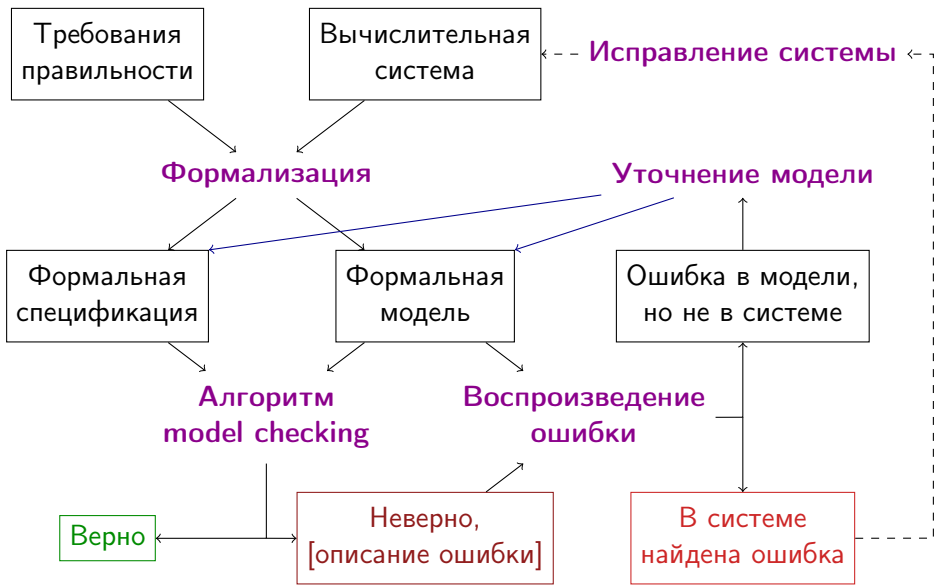 Требования
правильности
Вычислительная
система
Исправление системы
Формализация
Уточнение модели
Формальная
спецификация
Формальная
модель
Ошибка в модели,
но не в системе
Алгоритм
model checking
Воспроизведение
ошибки
Верно
Неверно,
[описание ошибки]
В системе
найдена ошибка